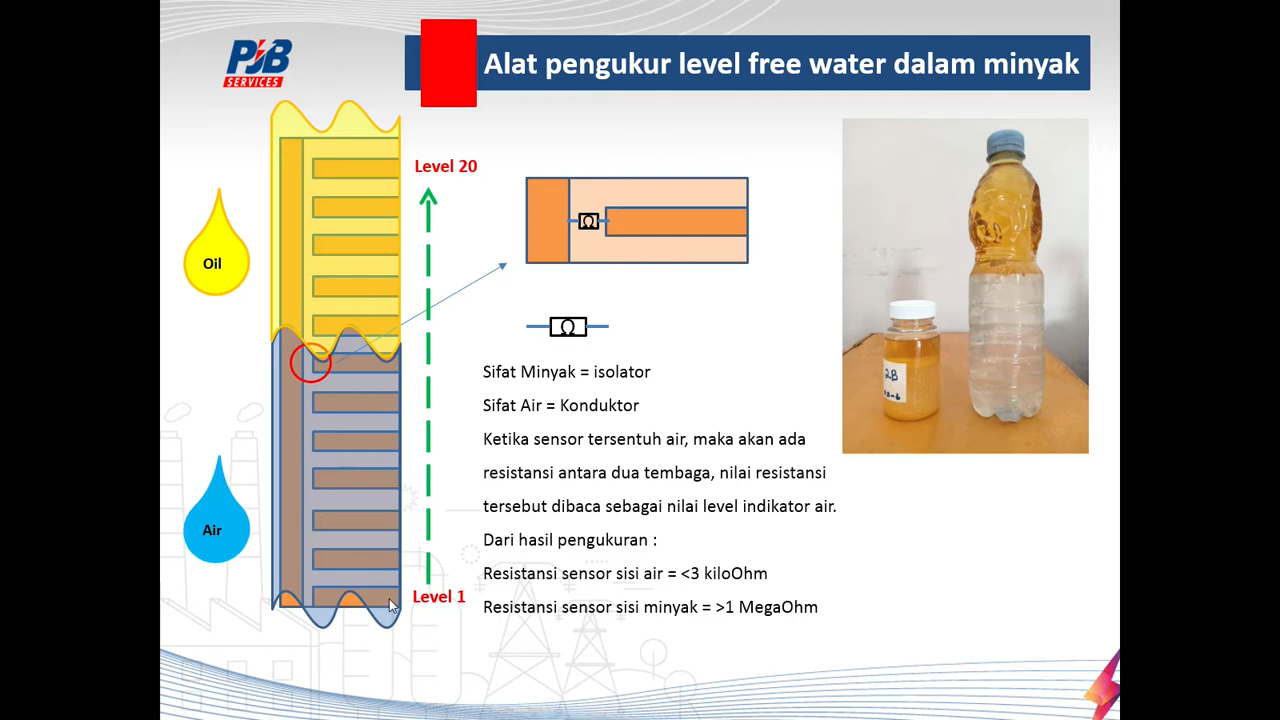 PJB
SERVICES
Alat pengukur level free water dalam minyak
Level 20
Oil
Ω
Ω
Sifat Minyak = isolator
Sifat Air = Konduktor
Ketika sensor tersentuh air, maka akan ada
resistansi antara dua tembaga, nilai resistansi
tersebut dibaca sebagai nilai level indikator air.
Dari hasil pengukuran :
Resistansi sensor sisi air = <3 kiloOhm
Resistansi sensor sisi minyak = >1 MegaOhm
Air
Level 1
2B